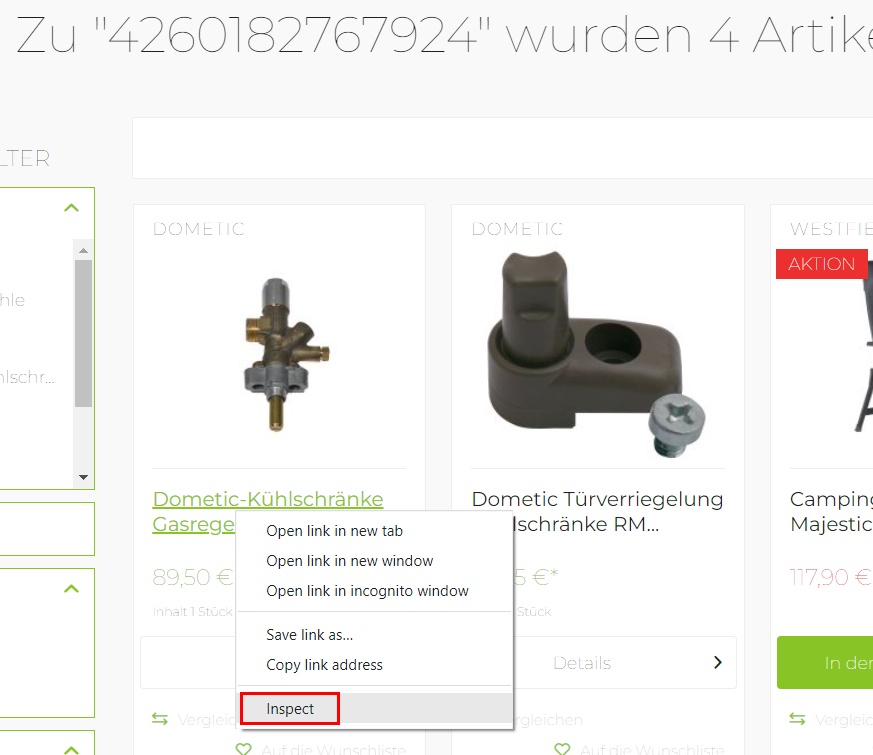 Zu "4260182767924" wurden 4 Artike
LTER
hle
hlschr...
DOMETIC
Dometic-Kühlschränke
Gasrege
89,50 €
Inhalt 1 Stück
Vergleic
Auf die Wunschliste
DOMETIC
Dometic Türverriegelung
lschränke RM...
5 €*
Stück
Details
gleichen
Auf die Wunschliste
WESTFIE
AKTION
Camping
Majestic
117,90 €
In der
Vergleic
Open link in new tab
Open link in new window
Open link in incognito window
Save link as...
Copy link address
Inspect